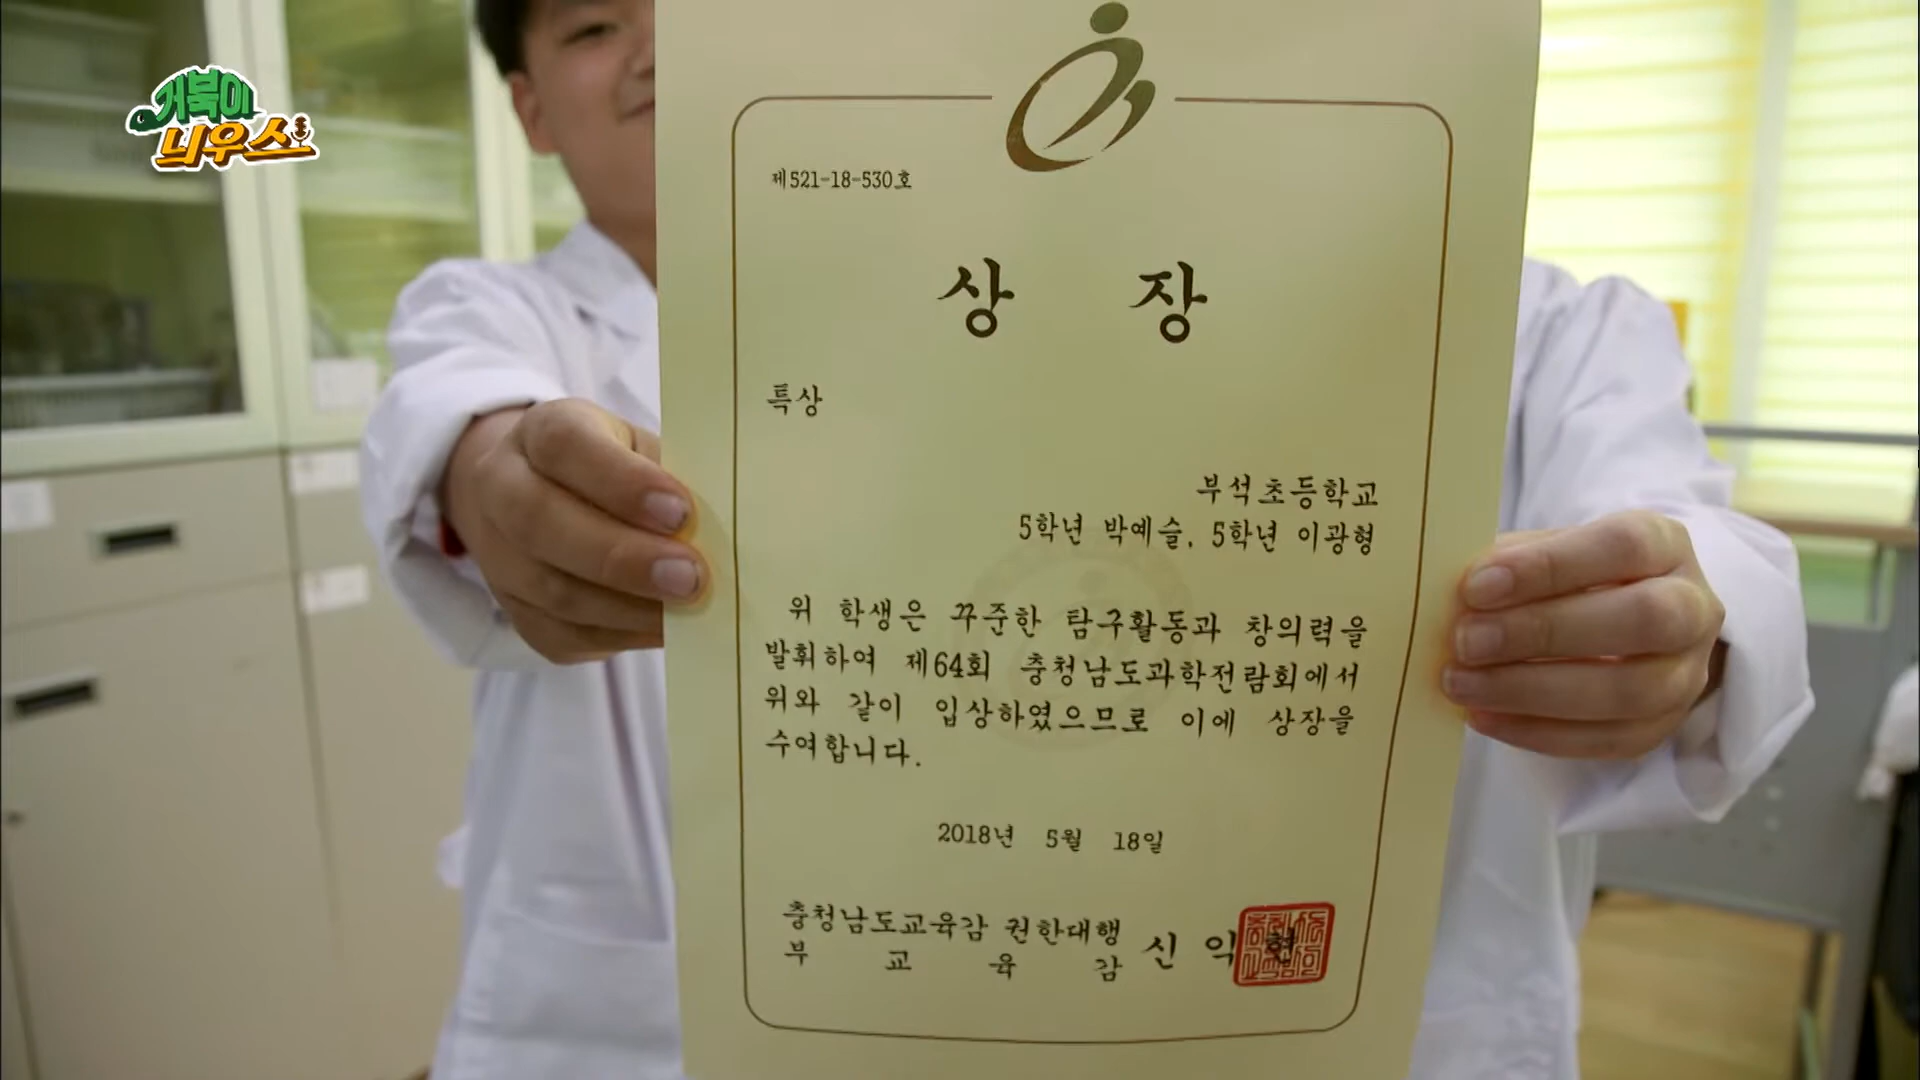 거북이
늬우스
제521-18-530호
상 장
특상
부석초등학교
5학년 박예슬, 5학년 이광형
위 학생은 꾸준한 탐구활동과 창의력을
발휘하여 제64회 충청남도과학전람회에서
위와 같이 입상하였으므로 이에 상장을
수여합니다.
2018년 5월 18일
충청남도교육감 권한대행
부 교 육 감 신 익 현